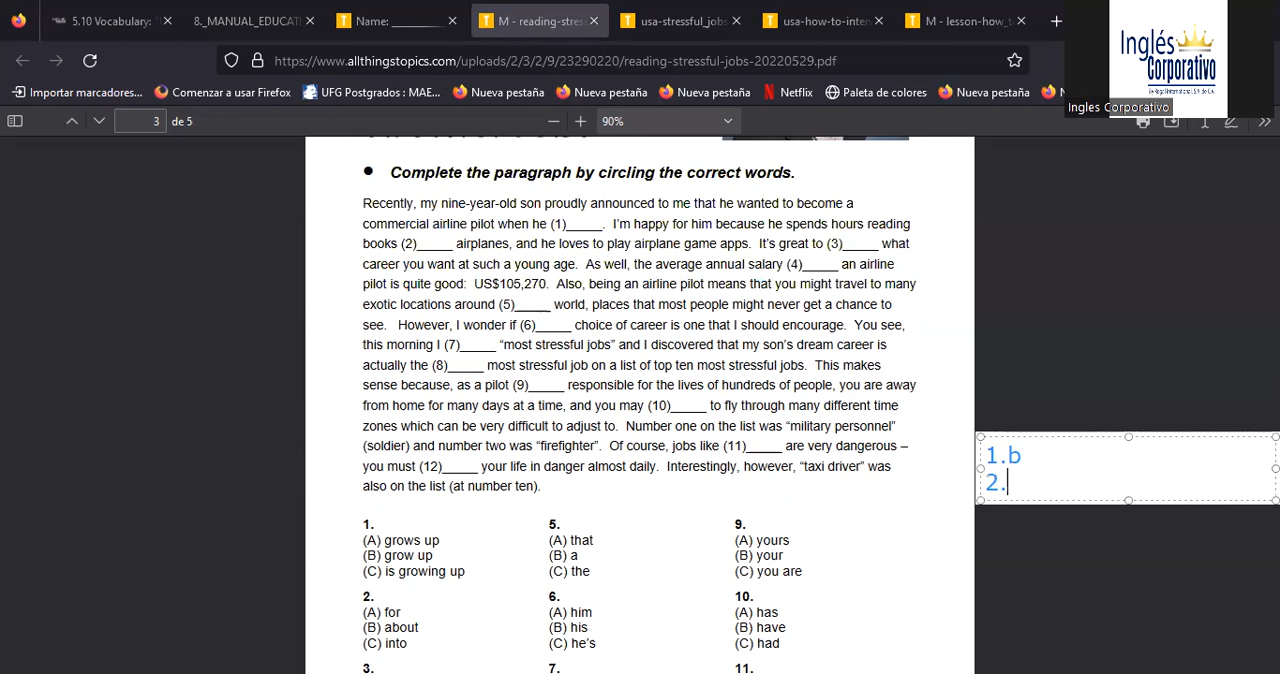 5.10 Vocabulary: "
8._MANUAL_EDUCATI
Name: ________
M - reading-stres
usa-stressful_jobs
usa-how-to-inter
M - lesson-how_t
https://www.allthingstopics.com/uploads/2/3/2/9/23290220/reading-stressful-jobs-20220529.pdf
Importar marcadores...
Comenzar a usar Firefox
UFG Postgrados : MAE...
Nueva pestaña
Nueva pestaña
Nueva pestaña
Netflix
Paleta de colores
Nueva pestaña
Inglés
Corporativo
Ingles Corporativo
3 de 5
90%
• Complete the paragraph by circling the correct words.
Recently, my nine-year-old son proudly announced to me that he wanted to become a
commercial airline pilot when he (1)_____. I'm happy for him because he spends hours reading
books (2)_____ airplanes, and he loves to play airplane game apps. It's great to (3)_____ what
career you want at such a young age. As well, the average annual salary (4)_____ an airline
pilot is quite good: US$105,270. Also, being an airline pilot means that you might travel to many
exotic locations around (5)_____ world, places that most people might never get a chance to
see. However, I wonder if (6)_____ choice of career is one that I should encourage. You see,
this morning I (7)_____ "most stressful jobs" and I discovered that my son's dream career is
actually the (8)_____ most stressful job on a list of top ten most stressful jobs. This makes
sense because, as a pilot (9)_____ responsible for the lives of hundreds of people, you are away
from home for many days at a time, and you may (10)_____ to fly through many different time
zones which can be very difficult to adjust to. Number one on the list was "military personnel"
(soldier) and number two was "firefighter". Of course, jobs like (11)_____ are very dangerous –
you must (12)_____ your life in danger almost daily. Interestingly, however, "taxi driver" was
also on the list (at number ten).
1.b
2.
1.
(A) grows up
(B) grow up
(C) is growing up
2.
(A) for
(B) about
(C) into
3.
5.
(A) that
(B) a
(C) the
6.
(A) him
(B) his
(C) he's
7.
9.
(A) yours
(B) your
(C) you are
10.
(A) has
(B) have
(C) had
11.